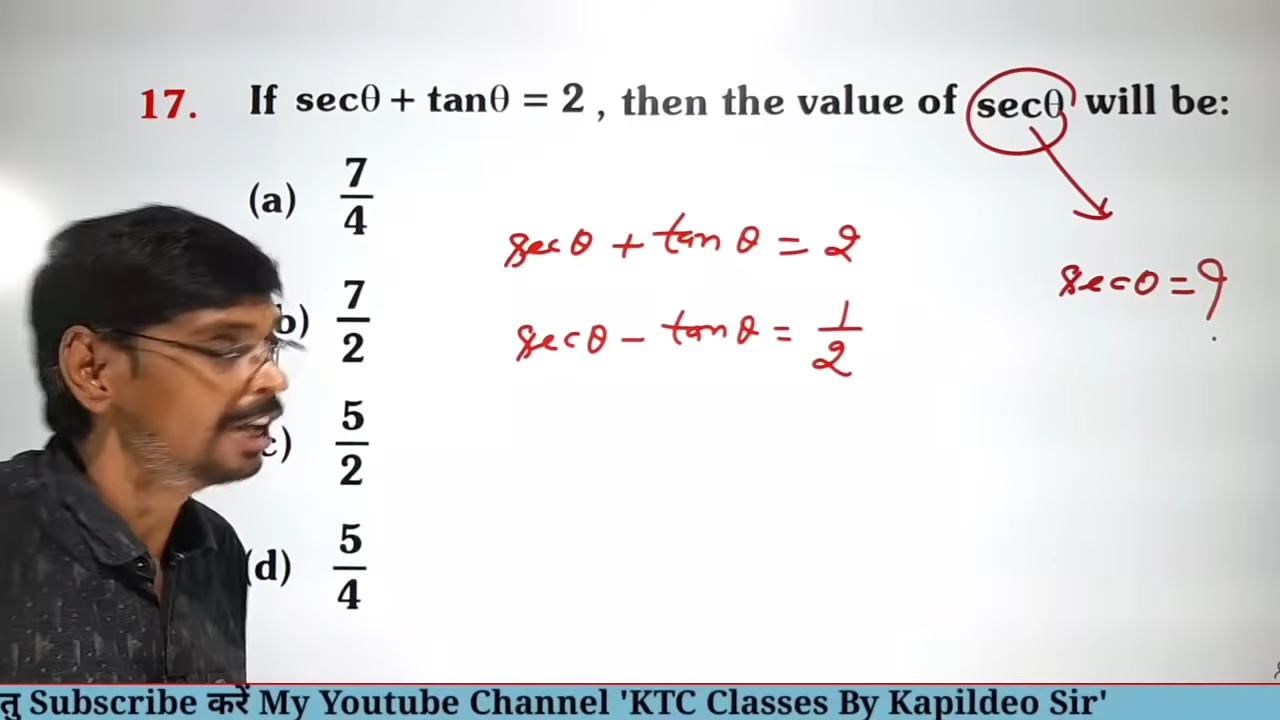 17. If secθ + tanθ = 2 , then the value of secθ will be:
(a) 7/4
b) 7/2
c) 5/2
(d) 5/4
secθ + tanθ = 2
secθ - tanθ = 1/2
secθ = ?
तु Subscribe करें My Youtube Channel 'KTC Classes By Kapildeo Sir'